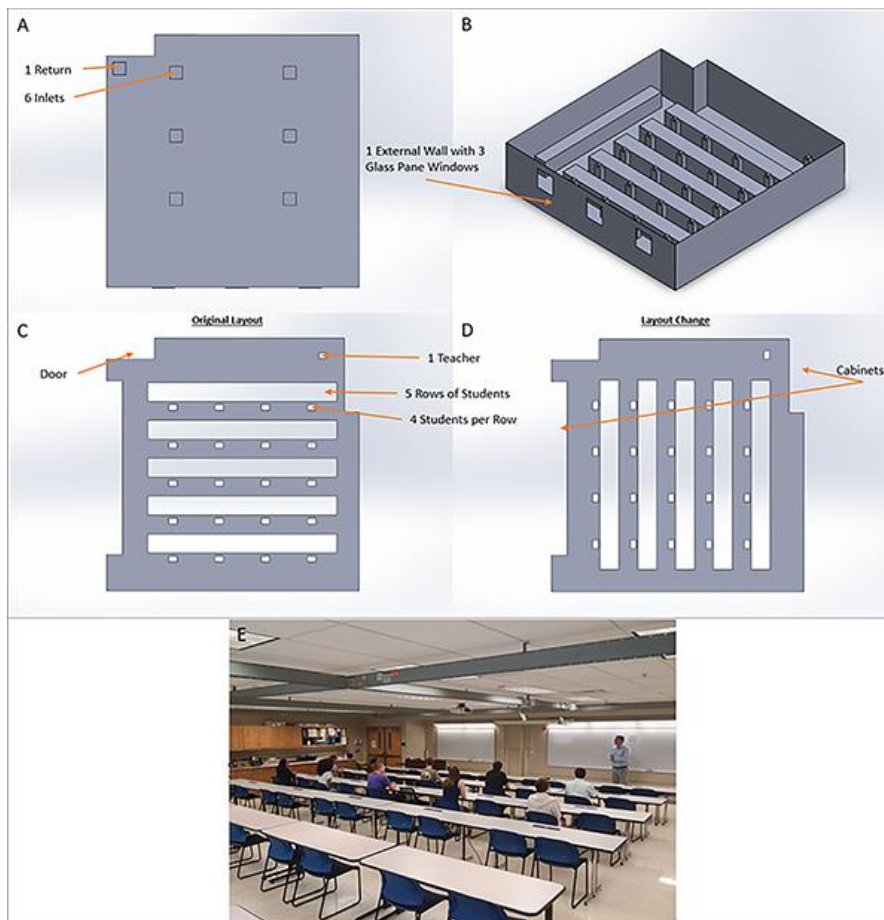 A
1 Return
6 Inlets
B
1 External Wall with 3
Glass Pane Windows
C
Original Layout
Door
1 Teacher
5 Rows of Students
4 Students per Row
D
Layout Change
Cabinets
E